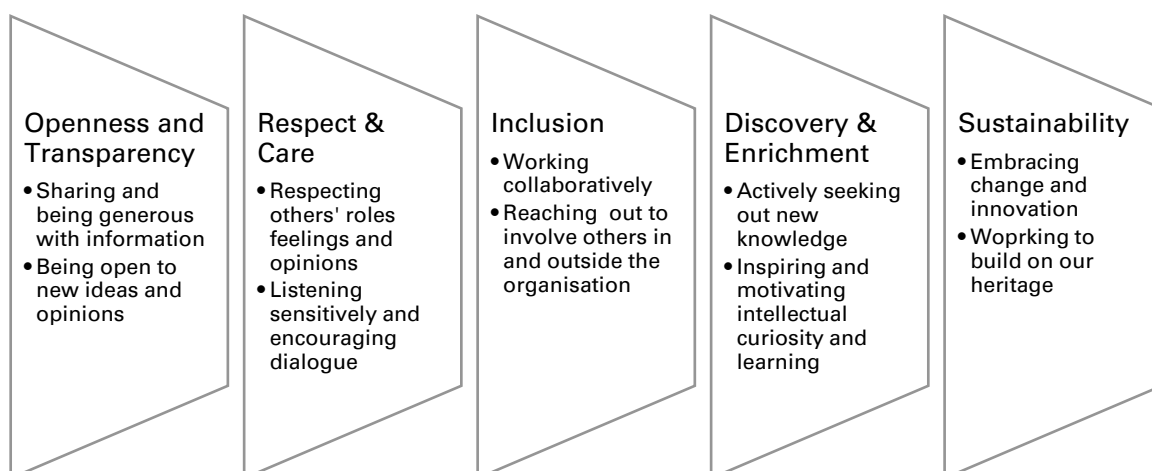 Openness and
Transparency
• Sharing and
being generous
with information
• Being open to
new ideas and
opinions
Respect &
Care
• Respecting
others' roles
feelings and
opinions
• Listening
sensitively and
encouraging
dialogue
Inclusion
• Working
collaboratively
• Reaching  out to
involve others in
and outside the
organisation
Discovery &
Enrichment
• Actively seeking
out new
knowledge
• Inspiring and
motivating
intellectual
curiosity and
learning
Sustainability
• Embracing
change and
innovation
• Woprking to
build on our
heritage